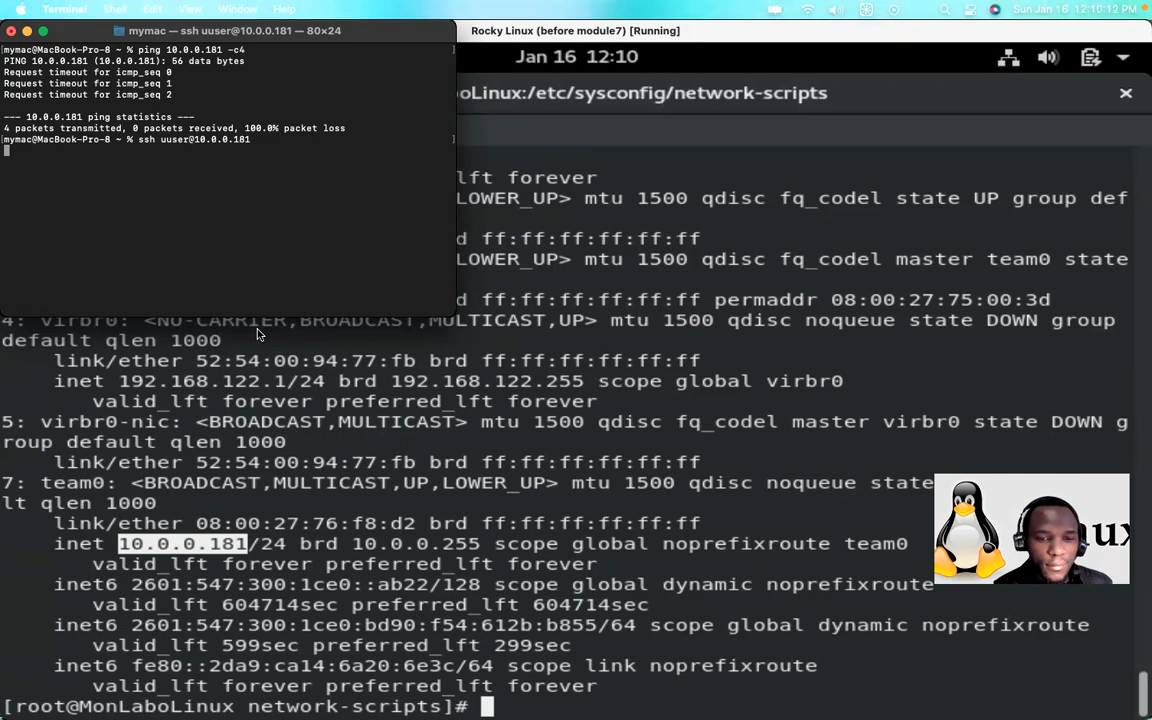 Terminal Shell Edit View Window Help Sun Jan 16 12:10:12 PM
mymac — ssh uuser@10.0.0.181 — 80×24
Rocky Linux (before module7) [Running]
[mymac@MacBook-Pro-8 ~ % ping 10.0.0.181 -c4 ]
PING 10.0.0.181 (10.0.0.181): 56 data bytes
Request timeout for icmp_seq 0
Request timeout for icmp_seq 1
Request timeout for icmp_seq 2
--- 10.0.0.181 ping statistics ---
4 packets transmitted, 0 packets received, 100.0% packet loss
[mymac@MacBook-Pro-8 ~ % ssh uuser@10.0.0.181 ]
Jan 16 12:10
oLinux:/etc/sysconfig/network-scripts
lft forever
LOWER_UP> mtu 1500 qdisc fq_codel state UP group def
d ff:ff:ff:ff:ff:ff
LOWER_UP> mtu 1500 qdisc fq_codel master team0 state
d ff:ff:ff:ff:ff:ff permaddr 08:00:27:75:00:3d
4: virbr0: <NO-CARRIER,BROADCAST,MULTICAST,UP> mtu 1500 qdisc noqueue state DOWN group
default qlen 1000
link/ether 52:54:00:94:77:fb brd ff:ff:ff:ff:ff:ff
inet 192.168.122.1/24 brd 192.168.122.255 scope global virbr0
valid_lft forever preferred_lft forever
5: virbr0-nic: <BROADCAST,MULTICAST> mtu 1500 qdisc fq_codel master virbr0 state DOWN g
roup default qlen 1000
link/ether 52:54:00:94:77:fb brd ff:ff:ff:ff:ff:ff
7: team0: <BROADCAST,MULTICAST,UP,LOWER_UP> mtu 1500 qdisc noqueue state
lt qlen 1000
link/ether 08:00:27:76:f8:d2 brd ff:ff:ff:ff:ff:ff
inet 10.0.0.181/24 brd 10.0.0.255 scope global noprefixroute team0
valid_lft forever preferred_lft forever
inet6 2601:547:300:1ce0::ab22/128 scope global dynamic noprefixroute
valid_lft 604714sec preferred_lft 604714sec
inet6 2601:547:300:1ce0:bd90:f54:612b:b855/64 scope global dynamic noprefixroute
valid_lft 599sec preferred_lft 299sec
inet6 fe80::2da9:ca14:6a20:6e3c/64 scope link noprefixroute
valid_lft forever preferred_lft forever
[root@MonLaboLinux network-scripts]#